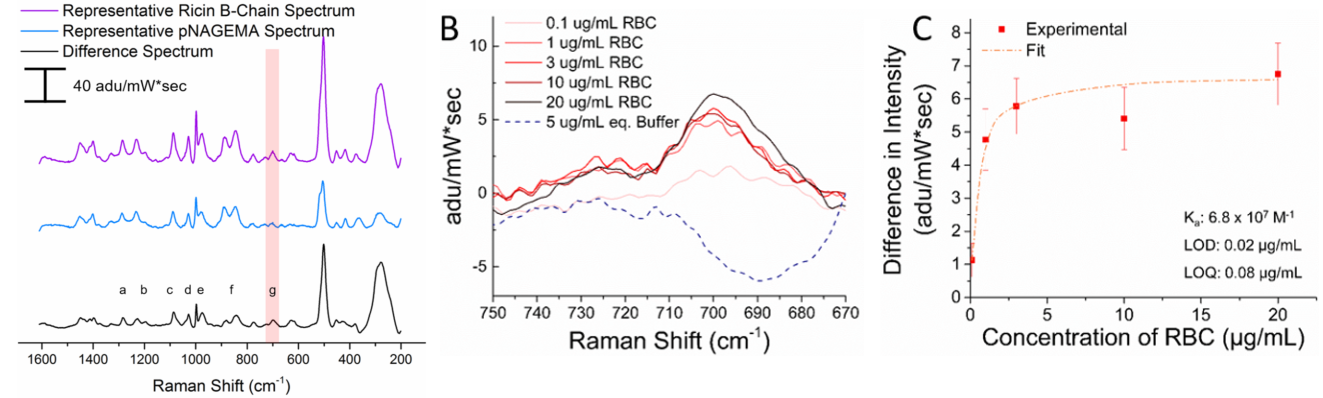 Representative Ricin B-Chain Spectrum
Representative pNAGEMA Spectrum
Difference Spectrum
40 adu/mW*sec
a b c d e f g
1600 1400 1200 1000 800 600 400 200
Raman Shift (cm⁻¹)
B
0.1 ug/mL RBC
1 ug/mL RBC
3 ug/mL RBC
10 ug/mL RBC
20 ug/mL RBC
5 ug/mL eq. Buffer
adu/mW*sec
10
5
0
-5
750 740 730 720 710 700 690 680 670
Raman Shift (cm⁻¹)
C
Experimental
Fit
Difference in Intensity
(adu/mW*sec)
8
7
6
5
4
3
2
1
0
Kₐ: 6.8 x 10⁷ M⁻¹
LOD: 0.02 µg/mL
LOQ: 0.08 µg/mL
0 5 10 15 20
Concentration of RBC (µg/mL)